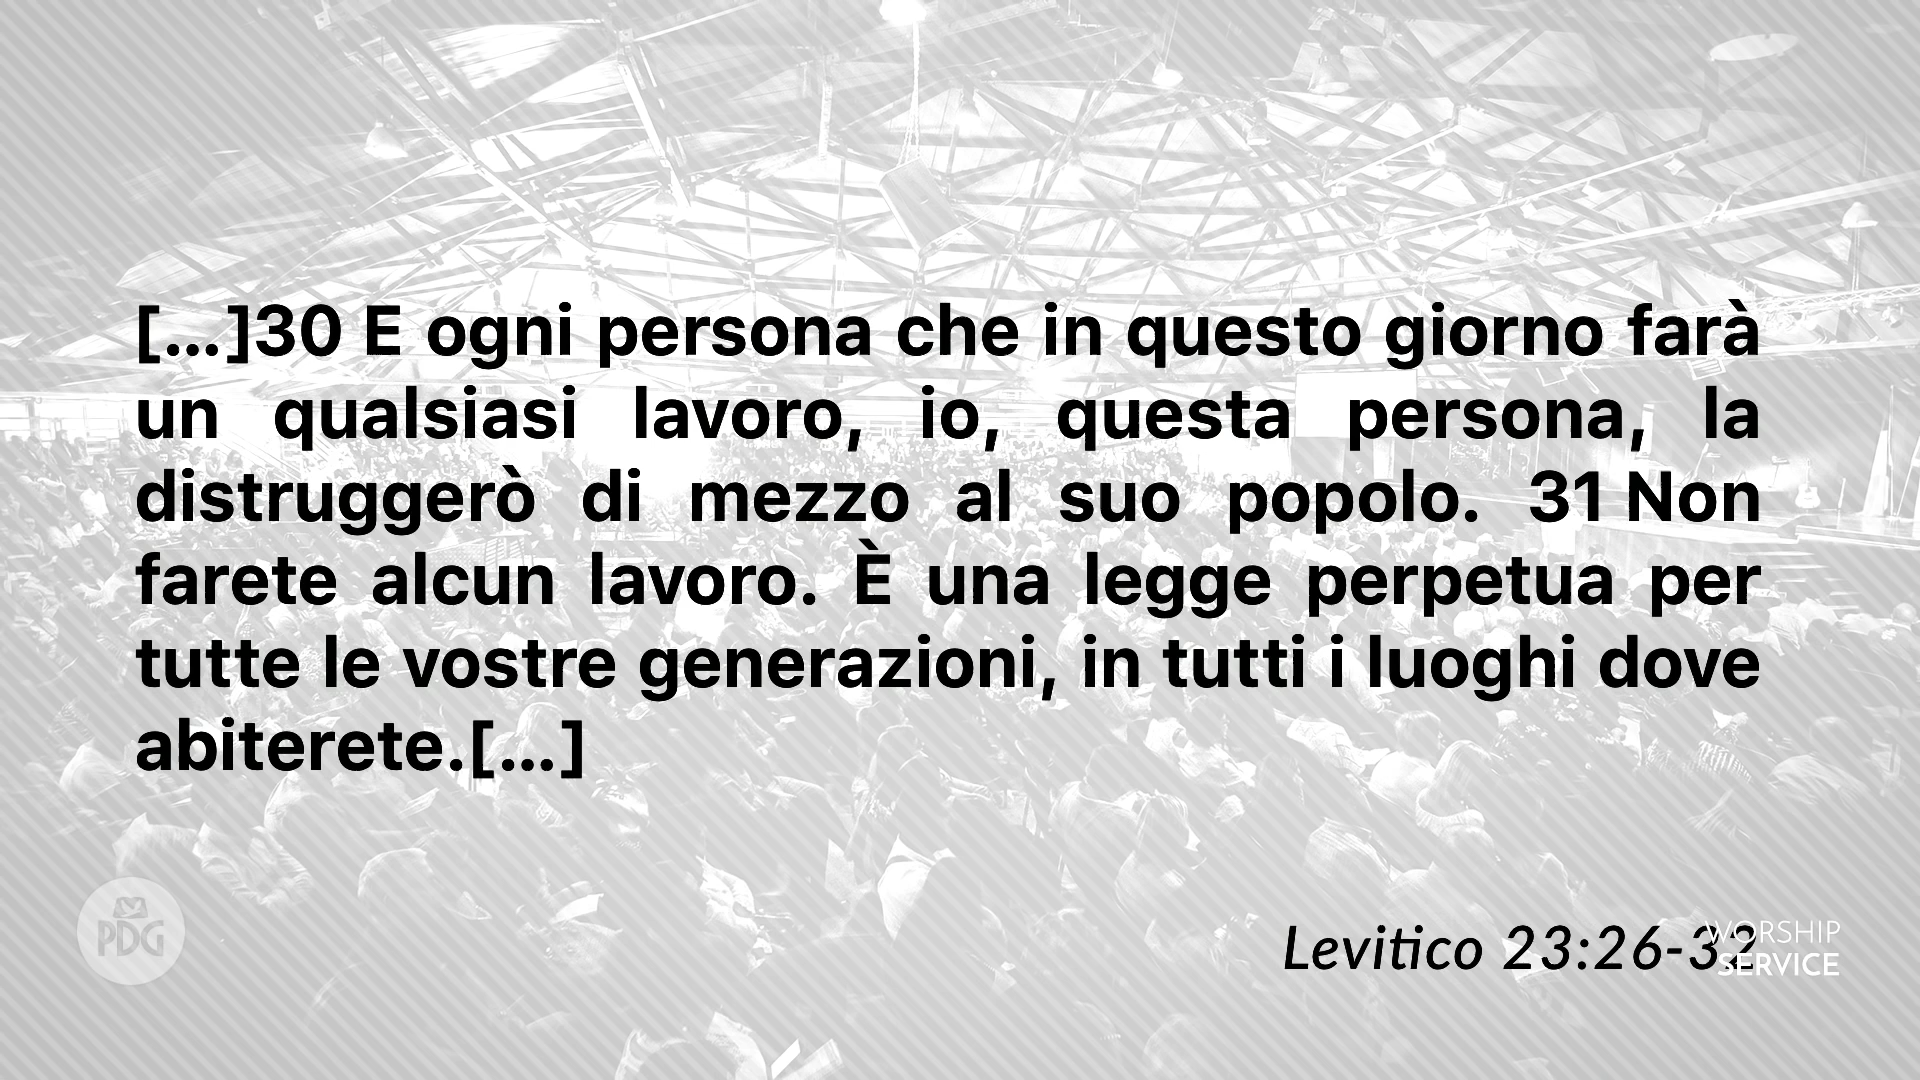 [...]30 E ogni persona che in questo giorno farà
un qualsiasi lavoro, io, questa persona, la
distruggerò di mezzo al suo popolo. 31 Non
farete alcun lavoro. È una legge perpetua per
tutte le vostre generazioni, in tutti i luoghi dove
abiterete.[...]
PDG
Levitico 23:26-32
WORSHIP
SERVICE